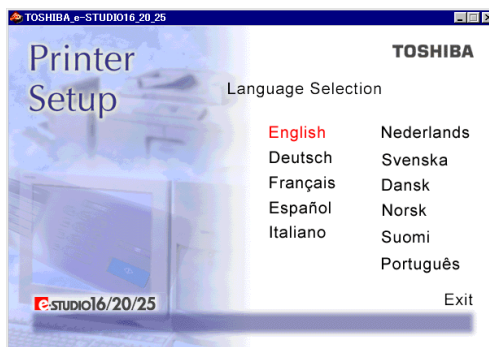 TOSHIBA_e-STUDIO16_20_25
Printer
Setup
TOSHIBA
Language Selection
English
Deutsch
Français
Español
Italiano
Nederlands
Svenska
Dansk
Norsk
Suomi
Português
e-STUDIO16/20/25
Exit